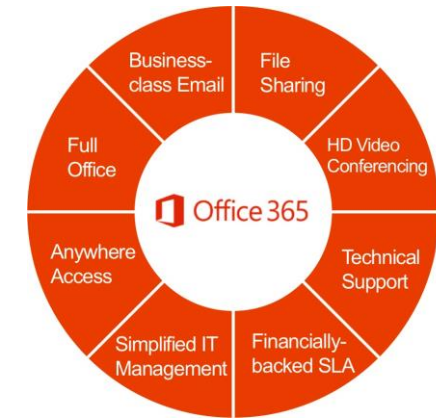 Business-
class Email
File
Sharing
HD Video
Conferencing
Technical
Support
Financially-
backed SLA
Simplified IT
Management
Anywhere
Access
Full
Office
Office 365